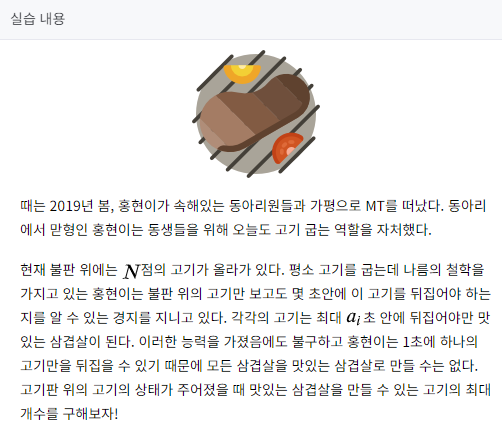 실습 내용
때는 2019년 봄, 홍현이가 속해있는 동아리원들과 가평으로 MT를 떠났다. 동아리
에서 맏형인 홍현이는 동생들을 위해 오늘도 고기 굽는 역할을 자처했다.
현재 불판 위에는 N점의 고기가 올라가 있다. 평소 고기를 굽는데 나름의 철학을
가지고 있는 홍현이는 불판 위의 고기만 보고도 몇 초안에 이 고기를 뒤집어야 하는
지를 알 수 있는 경지를 지니고 있다. 각각의 고기는 최대 a_i초 안에 뒤집어야만 맛
있는 삼겹살이 된다. 이러한 능력을 가졌음에도 불구하고 홍현이는 1초에 하나의
고기만을 뒤집을 수 있기 때문에 모든 삼겹살을 맛있는 삼겹살로 만들 수는 없다.
고기판 위의 고기의 상태가 주어졌을 때 맛있는 삼겹살을 만들 수 있는 고기의 최대
개수를 구해보자!